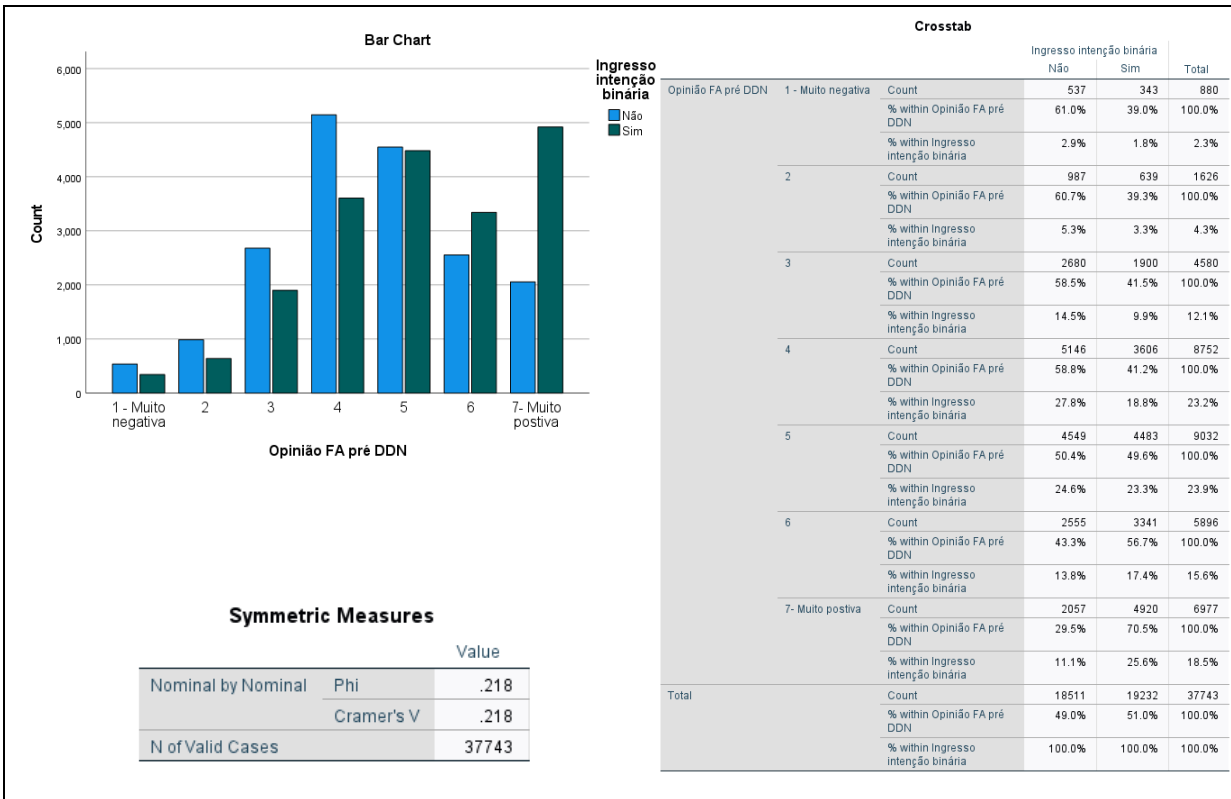 Bar Chart
6,000
5,000
4,000
3,000
2,000
1,000
0
Count
1 - Muito
negativa
2
3
4
5
6
7- Muito
postiva
Opinião FA pré DDN
Ingresso
intenção
binária
Não
Sim
Symmetric Measures
Value
Nominal by Nominal Phi .218
Cramer's V .218
N of Valid Cases 37743
Crosstab
Ingresso intenção binária
Não Sim Total
Opinião FA pré DDN 1 - Muito negativa Count 537 343 880
% within Opinião FA pré
DDN 61.0% 39.0% 100.0%
% within Ingresso
intenção binária 2.9% 1.8% 2.3%
2 Count 987 639 1626
% within Opinião FA pré
DDN 60.7% 39.3% 100.0%
% within Ingresso
intenção binária 5.3% 3.3% 4.3%
3 Count 2680 1900 4580
% within Opinião FA pré
DDN 58.5% 41.5% 100.0%
% within Ingresso
intenção binária 14.5% 9.9% 12.1%
4 Count 5146 3606 8752
% within Opinião FA pré
DDN 58.8% 41.2% 100.0%
% within Ingresso
intenção binária 27.8% 18.8% 23.2%
5 Count 4549 4483 9032
% within Opinião FA pré
DDN 50.4% 49.6% 100.0%
% within Ingresso
intenção binária 24.6% 23.3% 23.9%
6 Count 2555 3341 5896
% within Opinião FA pré
DDN 43.3% 56.7% 100.0%
% within Ingresso
intenção binária 13.8% 17.4% 15.6%
7- Muito postiva Count 2057 4920 6977
% within Opinião FA pré
DDN 29.5% 70.5% 100.0%
% within Ingresso
intenção binária 11.1% 25.6% 18.5%
Total Count 18511 19232 37743
% within Opinião FA pré
DDN 49.0% 51.0% 100.0%
% within Ingresso
intenção binária 100.0% 100.0% 100.0%